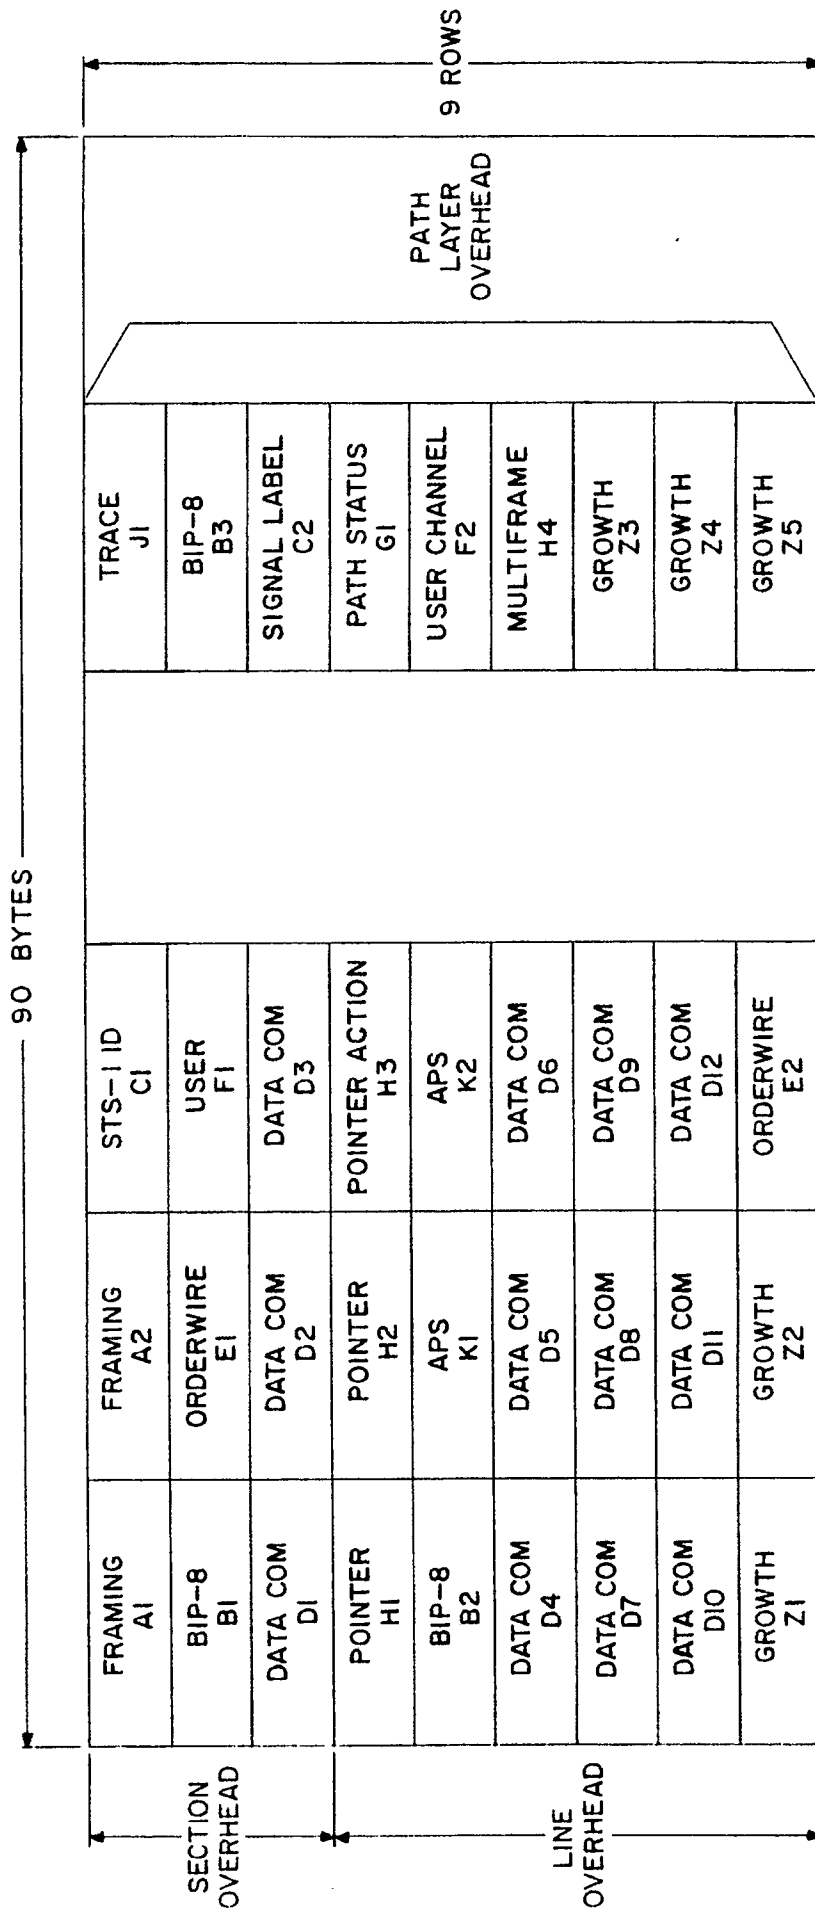 90 BYTES
9 ROWS
SECTION
OVERHEAD
LINE
OVERHEAD
FRAMING
A1
FRAMING
A2
STS-1 ID
C1
TRACE
J1
BIP-8
B1
ORDERWIRE
E1
USER
F1
BIP-8
B3
DATA COM
D1
DATA COM
D2
DATA COM
D3
SIGNAL LABEL
C2
POINTER
H1
POINTER
H2
POINTER ACTION
H3
PATH STATUS
G1
BIP-8
B2
APS
K1
APS
K2
USER CHANNEL
F2
DATA COM
D4
DATA COM
D5
DATA COM
D6
MULTIFRAME
H4
DATA COM
D7
DATA COM
D8
DATA COM
D9
GROWTH
Z3
DATA COM
D10
DATA COM
D11
DATA COM
D12
GROWTH
Z4
GROWTH
Z1
GROWTH
Z2
ORDERWIRE
E2
GROWTH
Z5
PATH
LAYER
OVERHEAD